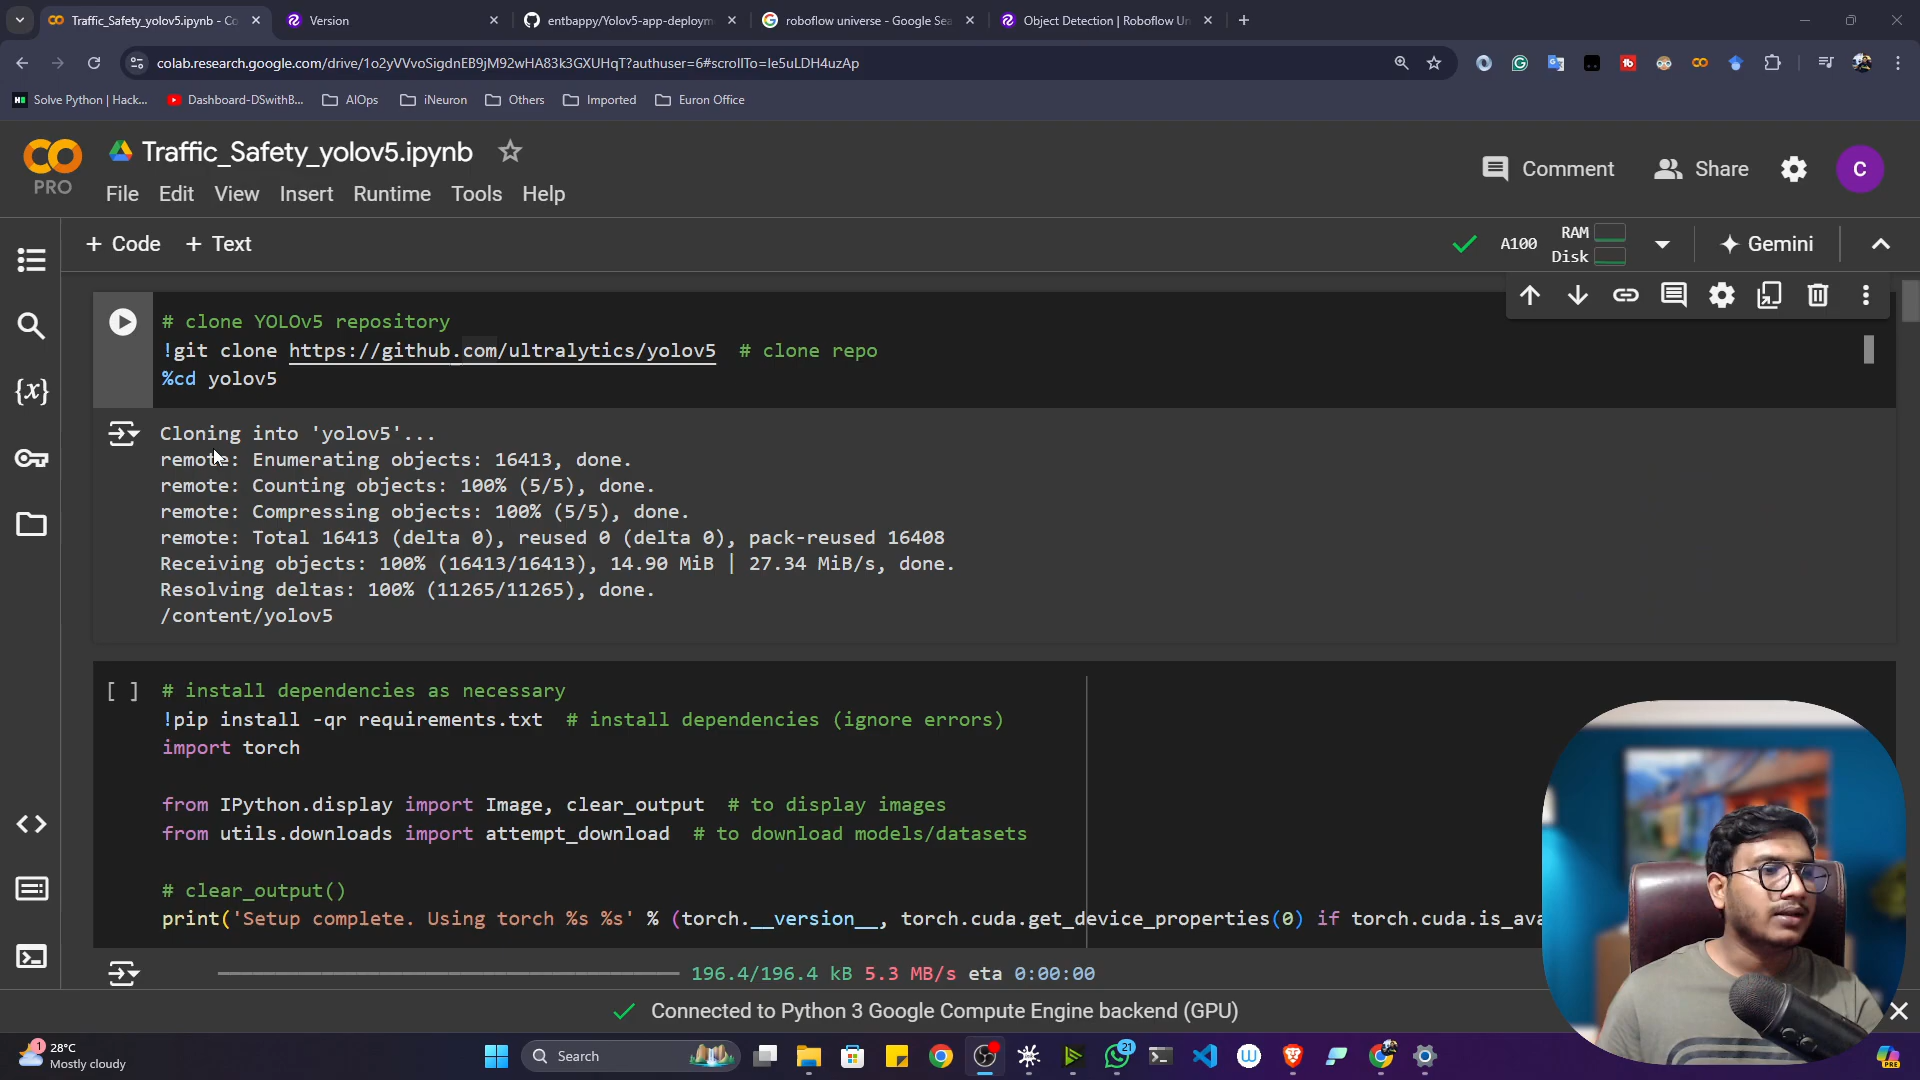 Traffic_Safety_yolov5.ipynb - Co
Version
entbappy/Yolov5-app-deploym
roboflow universe - Google Sea
Object Detection | Roboflow Un
colab.research.google.com/drive/1o2yVVvoSigdnEB9jM92wHA83k3GXUHqT?authuser=6#scrollTo=Ie5uLDH4uzAp
Solve Python | Hack...
Dashboard-DSwithB...
AIOps
iNeuron
Others
Imported
Euron Office
PRO
Traffic_Safety_yolov5.ipynb
File Edit View Insert Runtime Tools Help
Comment
Share
C
+ Code + Text
A100
RAM
Disk
Gemini
# clone YOLOv5 repository
!git clone https://github.com/ultralytics/yolov5 # clone repo
%cd yolov5
Cloning into 'yolov5'...
remote: Enumerating objects: 16413, done.
remote: Counting objects: 100% (5/5), done.
remote: Compressing objects: 100% (5/5), done.
remote: Total 16413 (delta 0), reused 0 (delta 0), pack-reused 16408
Receiving objects: 100% (16413/16413), 14.90 MiB | 27.34 MiB/s, done.
Resolving deltas: 100% (11265/11265), done.
/content/yolov5
[ ] # install dependencies as necessary
!pip install -qr requirements.txt # install dependencies (ignore errors)
import torch
from IPython.display import Image, clear_output # to display images
from utils.downloads import attempt_download # to download models/datasets
# clear_output()
print('Setup complete. Using torch %s %s' % (torch.__version__, torch.cuda.get_device_properties(0) if torch.cuda.is_ava
196.4/196.4 kB 5.3 MB/s eta 0:00:00
Connected to Python 3 Google Compute Engine backend (GPU)
1
28°C
Mostly cloudy
Search
21
PRE